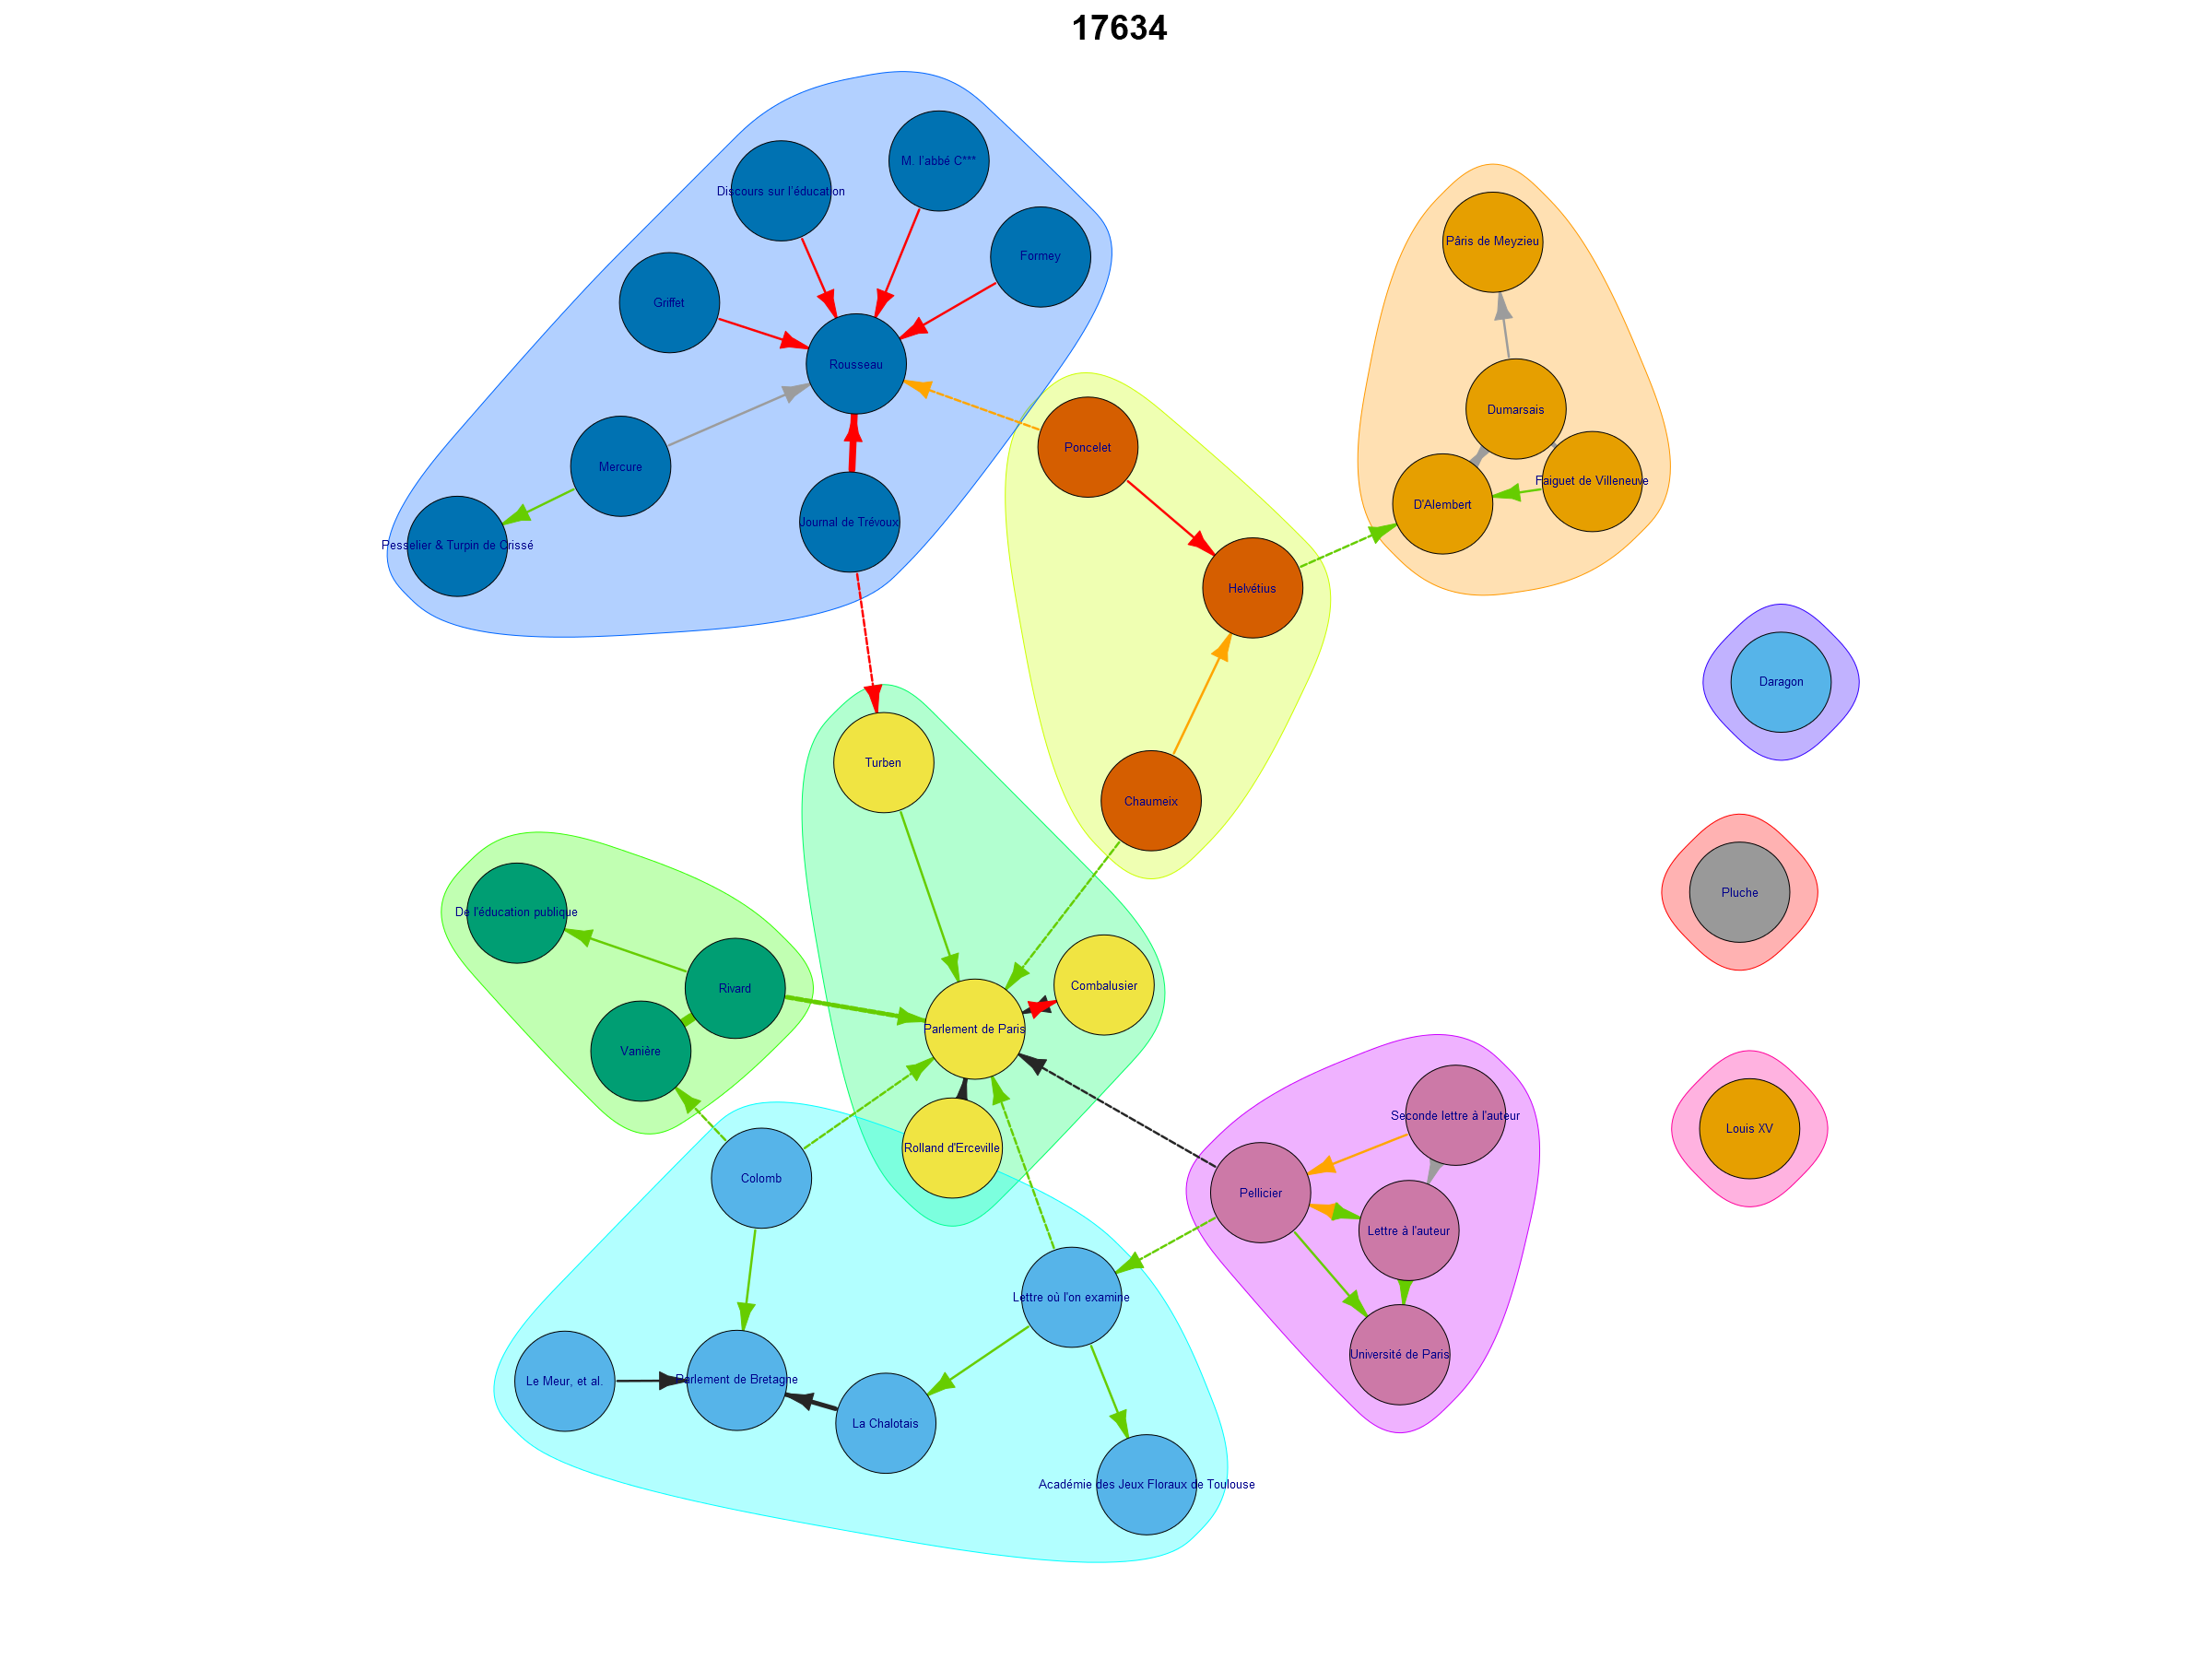 17634
M. l'abbé C***
Discours sur l'éducation
Formey
Pâris de Meyzieu
Griffet
Rousseau
Dumarsais
Poncelet
Mercure
Faiguet de Villeneuve
D'Alembert
Journal de Trévoux
Pesselier & Turpin de Crissé
Helvétius
Daragon
Turben
Chaumeix
Pluche
De l'éducation publique
Combalusier
Rivard
Parlement de Paris
Vanière
Seconde lettre à l'auteur
Louis XV
Rolland d'Erceville
Colomb
Pellicier
Lettre à l'auteur
Lettre où l'on examine
Université de Paris
Parlement de Bretagne
Le Meur, et al.
La Chalotais
Académie des Jeux Floraux de Toulouse